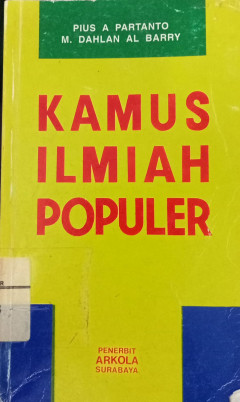 PIUS A PARTANTO
M. DAHLAN AL BARRY
KAMUS
ILMIAH
POPULER
PENERBIT
ARKOLA
SURABAYA